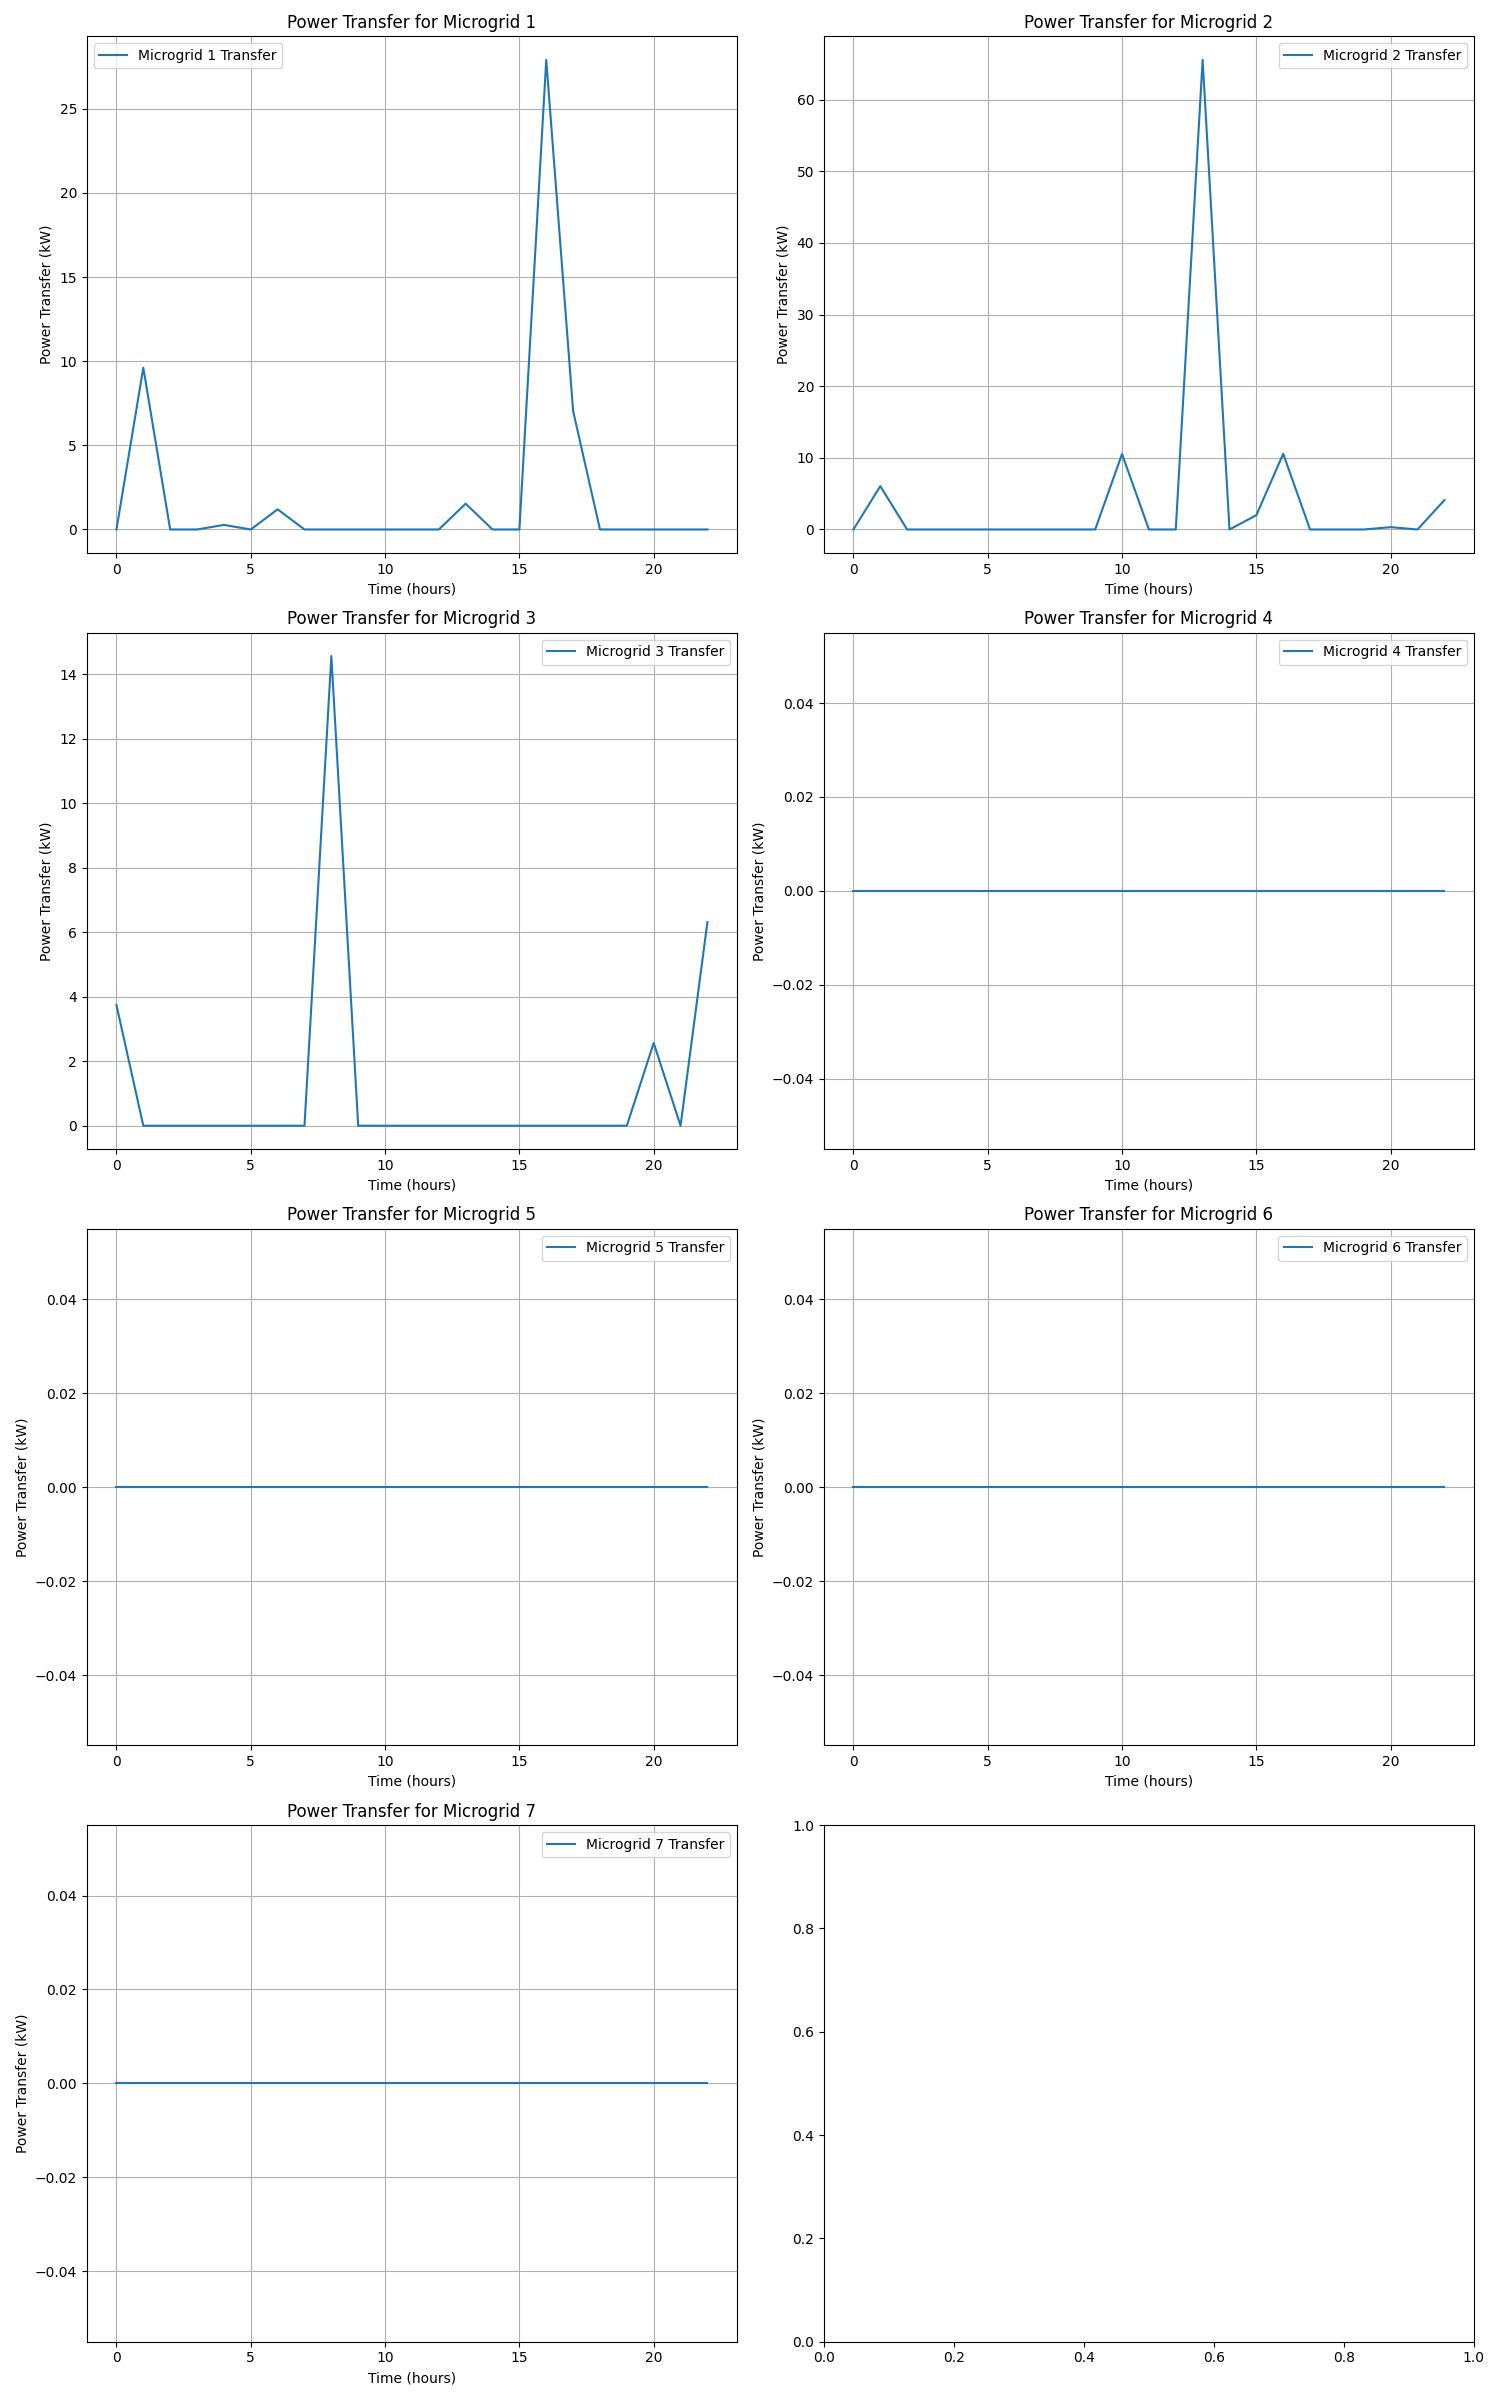 Power Transfer for Microgrid 1
Microgrid 1 Transfer
25
20
15
10
5
0
Power Transfer (kW)
0 5 10 15 20
Time (hours)
Power Transfer for Microgrid 2
Microgrid 2 Transfer
60
50
40
30
20
10
0
Power Transfer (kW)
0 5 10 15 20
Time (hours)
Power Transfer for Microgrid 3
Microgrid 3 Transfer
14
12
10
8
6
4
2
0
Power Transfer (kW)
0 5 10 15 20
Time (hours)
Power Transfer for Microgrid 4
Microgrid 4 Transfer
0.04
0.02
0.00
−0.02
−0.04
Power Transfer (kW)
0 5 10 15 20
Time (hours)
Power Transfer for Microgrid 5
Microgrid 5 Transfer
0.04
0.02
0.00
−0.02
−0.04
Power Transfer (kW)
0 5 10 15 20
Time (hours)
Power Transfer for Microgrid 6
Microgrid 6 Transfer
0.04
0.02
0.00
−0.02
−0.04
Power Transfer (kW)
0 5 10 15 20
Time (hours)
Power Transfer for Microgrid 7
Microgrid 7 Transfer
0.04
0.02
0.00
−0.02
−0.04
Power Transfer (kW)
0 5 10 15 20
Time (hours)
1.0
0.8
0.6
0.4
0.2
0.0
0.0 0.2 0.4 0.6 0.8 1.0